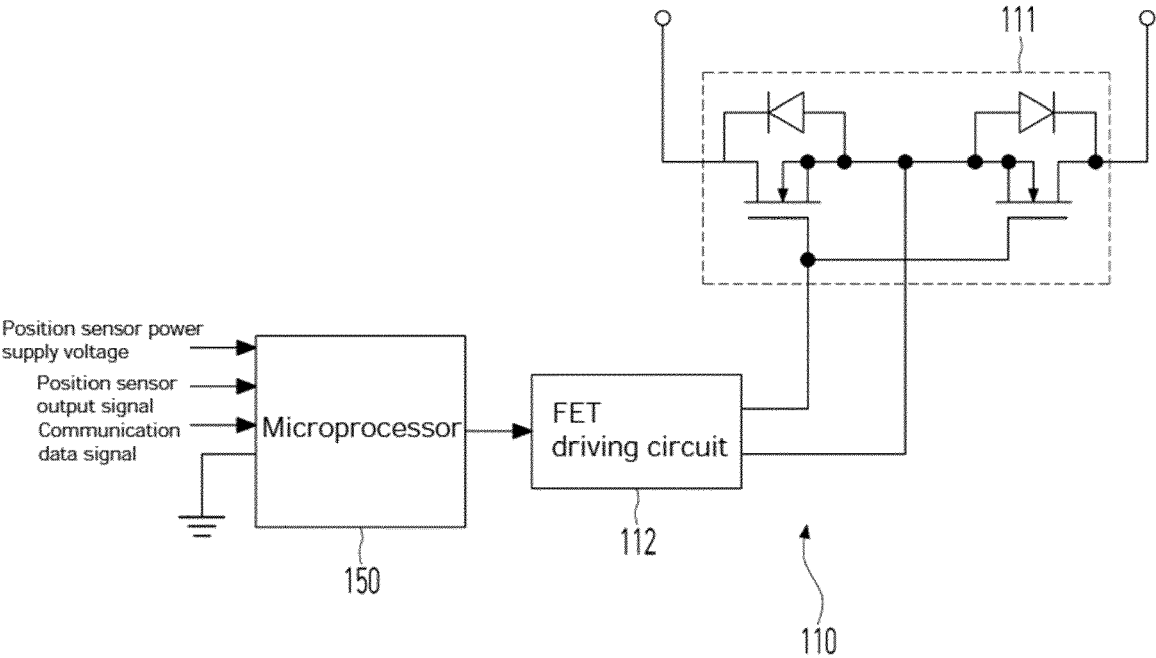 111
Position sensor power
supply voltage
Position sensor
output signal
Communication
data signal
Microprocessor
FET
driving circuit
112
150
110